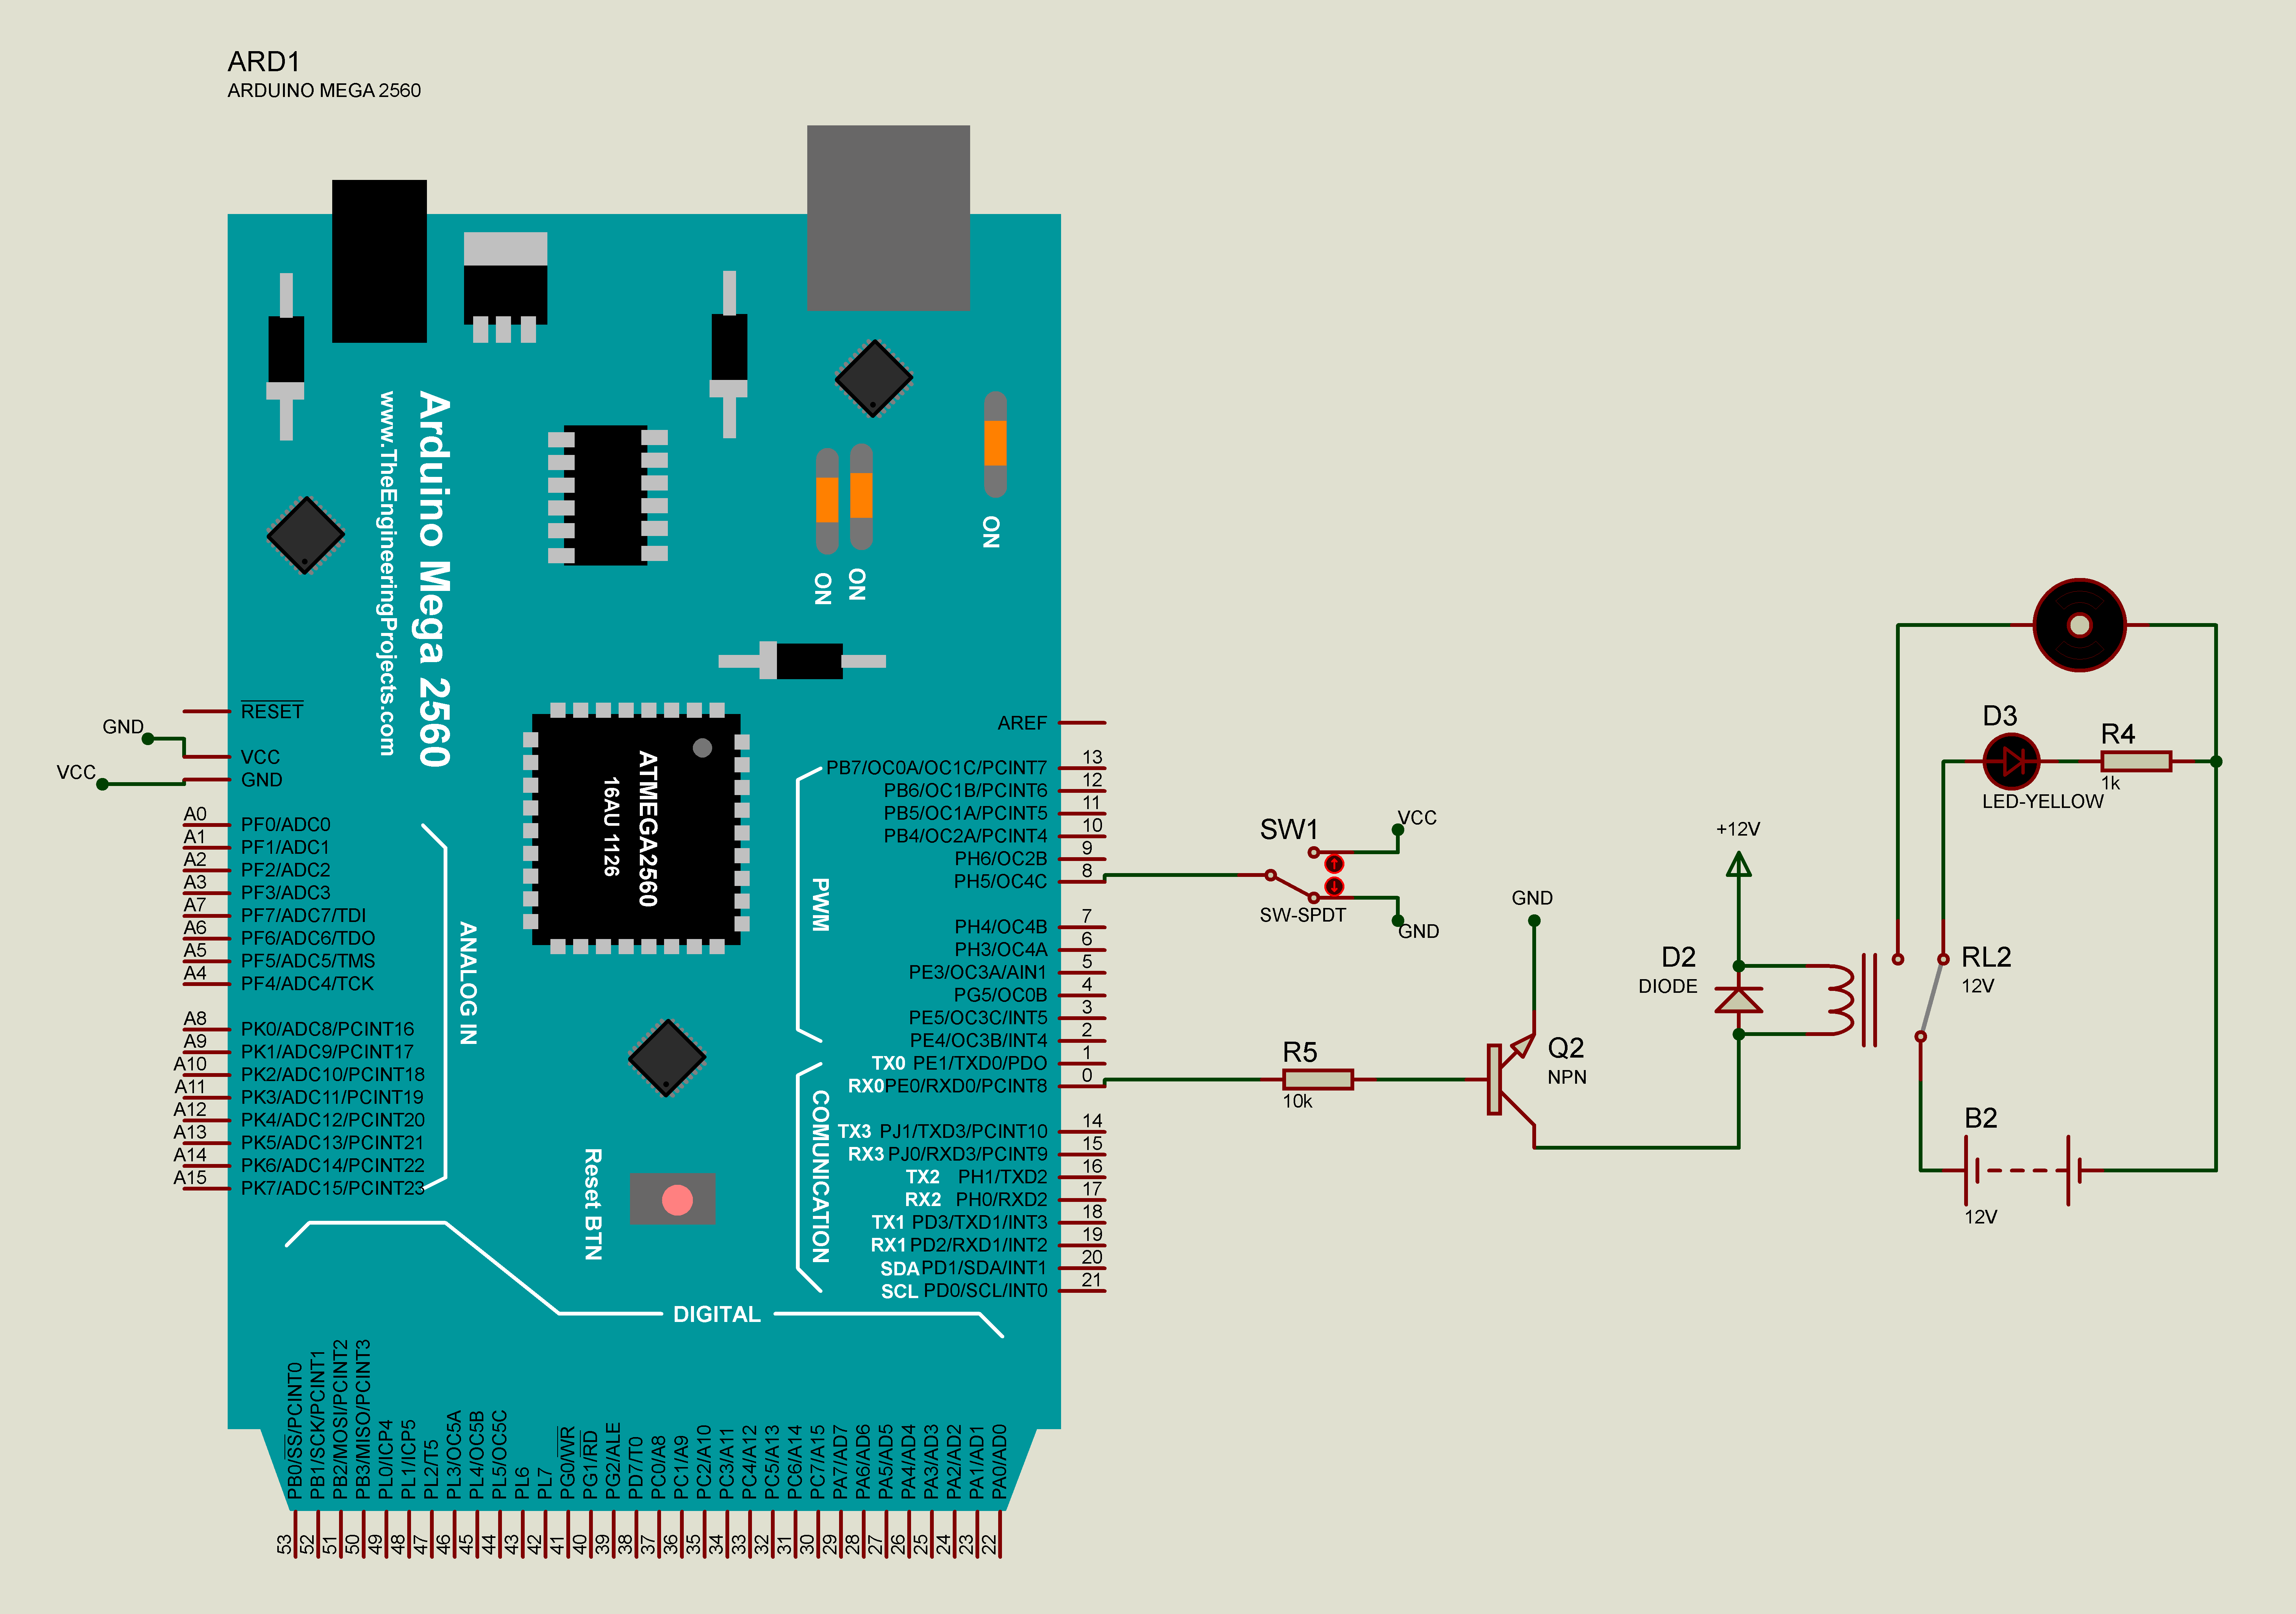 ARD1
ARDUINO MEGA 2560
Arduino Mega 2560
www.TheEngineeringProjects.com
ON
ON
ON
ATMEGA2560
16AU 1126
RESET
GND
VCC
VCC
GND
A0 PF0/ADC0
A1 PF1/ADC1
A2 PF2/ADC2
A3 PF3/ADC3
A7 PF7/ADC7/TDI
A6 PF6/ADC6/TDO
A5 PF5/ADC5/TMS
A4 PF4/ADC4/TCK
A8 PK0/ADC8/PCINT16
A9 PK1/ADC9/PCINT17
A10 PK2/ADC10/PCINT18
A11 PK3/ADC11/PCINT19
A12 PK4/ADC12/PCINT20
A13 PK5/ADC13/PCINT21
A14 PK6/ADC14/PCINT22
A15 PK7/ADC15/PCINT23
ANALOG IN
AREF
PB7/OC0A/OC1C/PCINT7 13
PB6/OC1B/PCINT6 12
PB5/OC1A/PCINT5 11
PB4/OC2A/PCINT4 10
PH6/OC2B 9
PH5/OC4C 8
PH4/OC4B 7
PH3/OC4A 6
PE3/OC3A/AIN1 5
PG5/OC0B 4
PE5/OC3C/INT5 3
PE4/OC3B/INT4 2
TX0 PE1/TXD0/PDO 1
RX0 PE0/RXD0/PCINT8 0
TX3 PJ1/TXD3/PCINT10 14
RX3 PJ0/RXD3/PCINT9 15
TX2 PH1/TXD2 16
RX2 PH0/RXD2 17
TX1 PD3/TXD1/INT3 18
RX1 PD2/RXD1/INT2 19
SDA PD1/SDA/INT1 20
SCL PD0/SCL/INT0 21
PWM
COMUNICATION
Reset BTN
DIGITAL
PB0/SS/PCINT0 53
PB1/SCK/PCINT1 52
PB2/MOSI/PCINT2 51
PB3/MISO/PCINT3 50
PL0/ICP4 49
PL1/ICP5 48
PL2/T5 47
PL3/OC5A 46
PL4/OC5B 45
PL5/OC5C 44
PL6 43
PL7 42
PG0/WR 41
PG1/RD 40
PG2/ALE 39
PD7/T0 38
PC0/A8 37
PC1/A9 36
PC2/A10 35
PC3/A11 34
PC4/A12 33
PC5/A13 32
PC6/A14 31
PC7/A15 30
PA7/AD7 29
PA6/AD6 28
PA5/AD5 27
PA4/AD4 26
PA3/AD3 25
PA2/AD2 24
PA1/AD1 23
PA0/AD0 22
SW1
SW-SPDT
VCC
GND
R5
10k
GND
Q2
NPN
+12V
D2
DIODE
D3
LED-YELLOW
R4
1k
RL2
12V
B2
12V